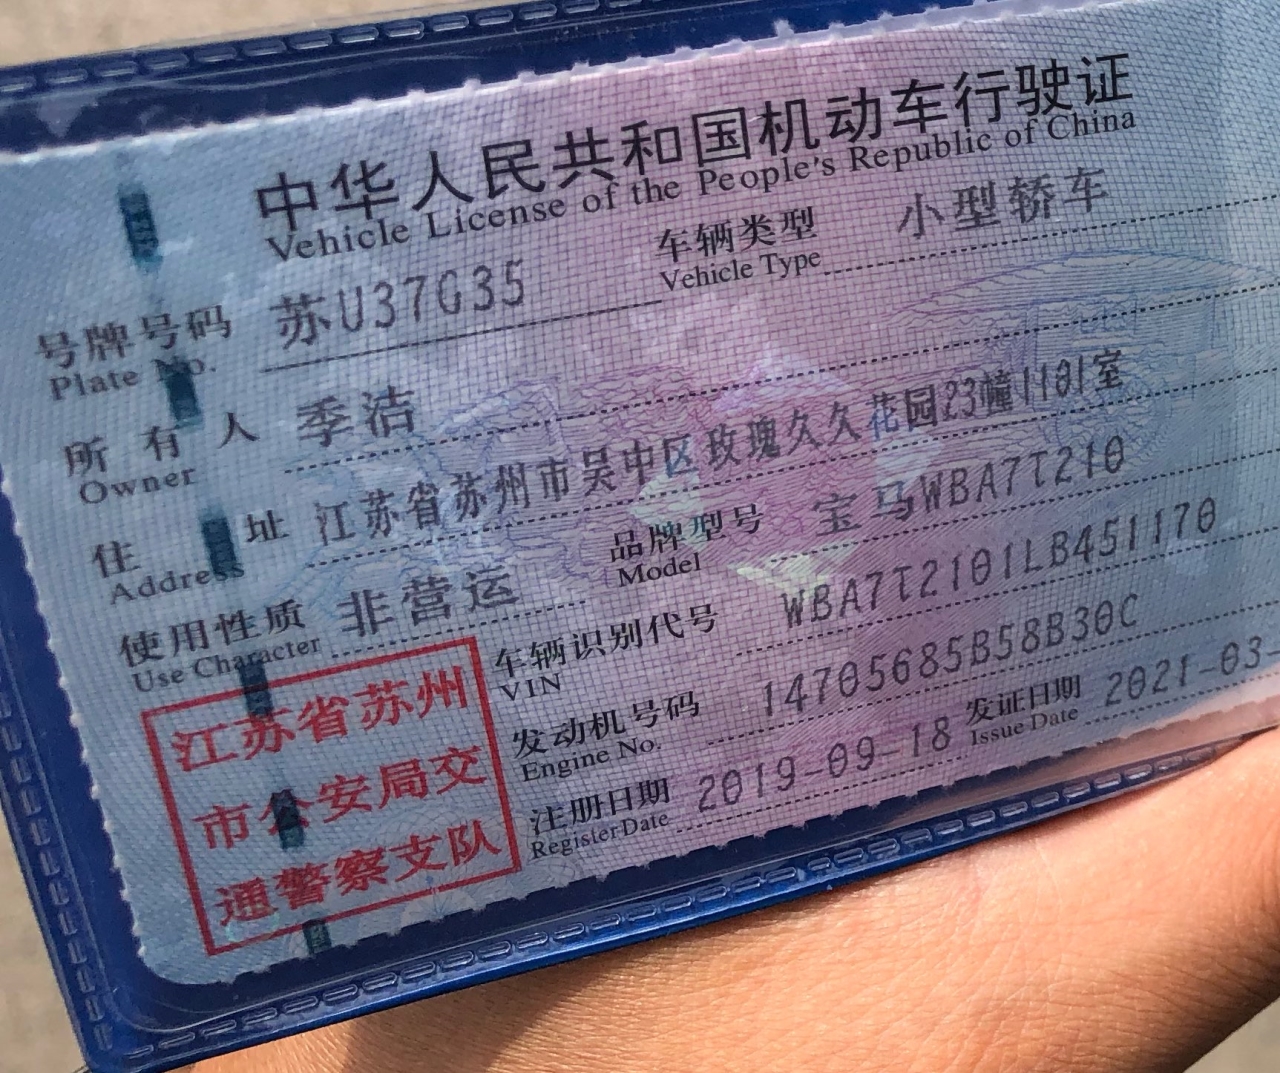 中华人民共和国机动车行驶证
Vehicle License of the People's Republic of China
号牌号码 苏U37G35 车辆类型 小型轿车
Plate No. Vehicle Type
所有人 季洁
Owner
住址 江苏省苏州市吴中区玫瑰久久花园23幢1101室
Address
使用性质 非营运 品牌型号 宝马WBA7T210
Use Character Model
车辆识别代号 WBA7T2101LB451170
VIN
发动机号码 14705685B58B30C
Engine No.
注册日期 2019-09-18 发证日期 2021-03-
Register Date Issue Date
江苏省苏州
市公安局交
通警察支队